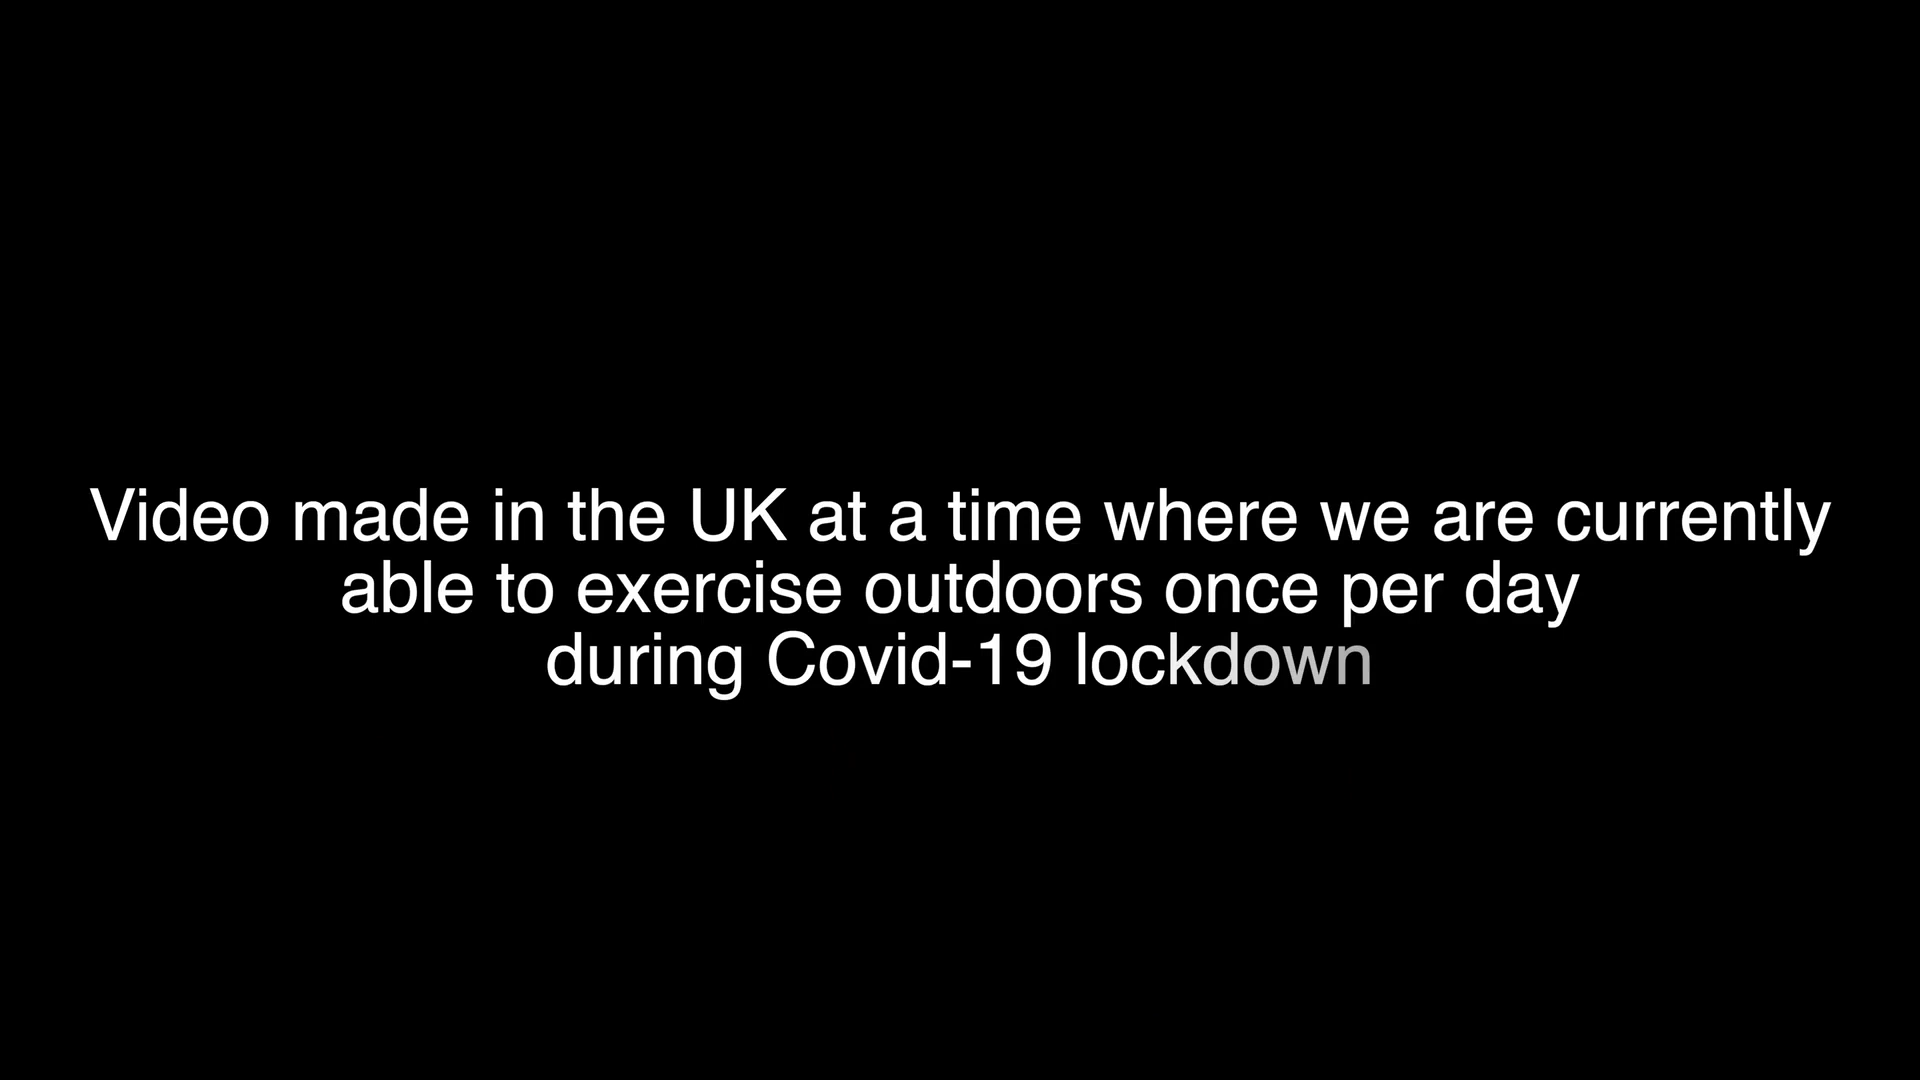 Video made in the UK at a time where we are currently
able to exercise outdoors once per day
during Covid-19 lockdown